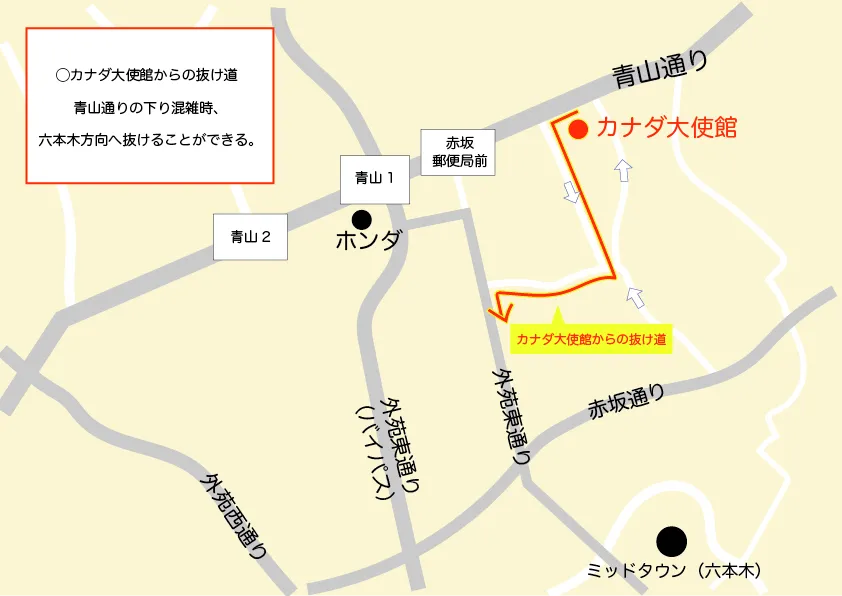 〇カナダ大使館からの抜け道
青山通りの下り混雑時、
六本木方向へ抜けることができる。
青山通り
カナダ大使館
赤坂
郵便局前
青山1
ホンダ
青山2
カナダ大使館からの抜け道
赤坂通り
外苑東通り
外苑東通り
(バイパス)
外苑西通り
ミッドタウン（六本木）